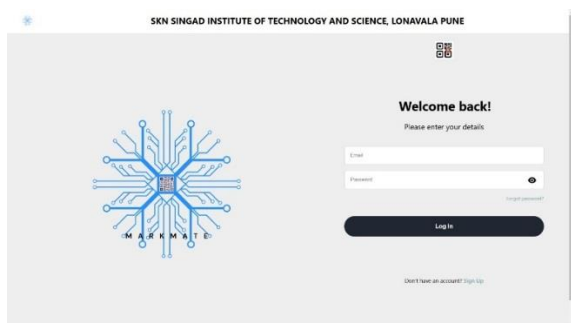 SKN SINGAD INSTITUTE OF TECHNOLOGY AND SCIENCE, LONAVALA PUNE
Welcome back!
Please enter your details
Email
Password
Forgot password?
Log In
MARKMATE
Don't have an account? Sign Up